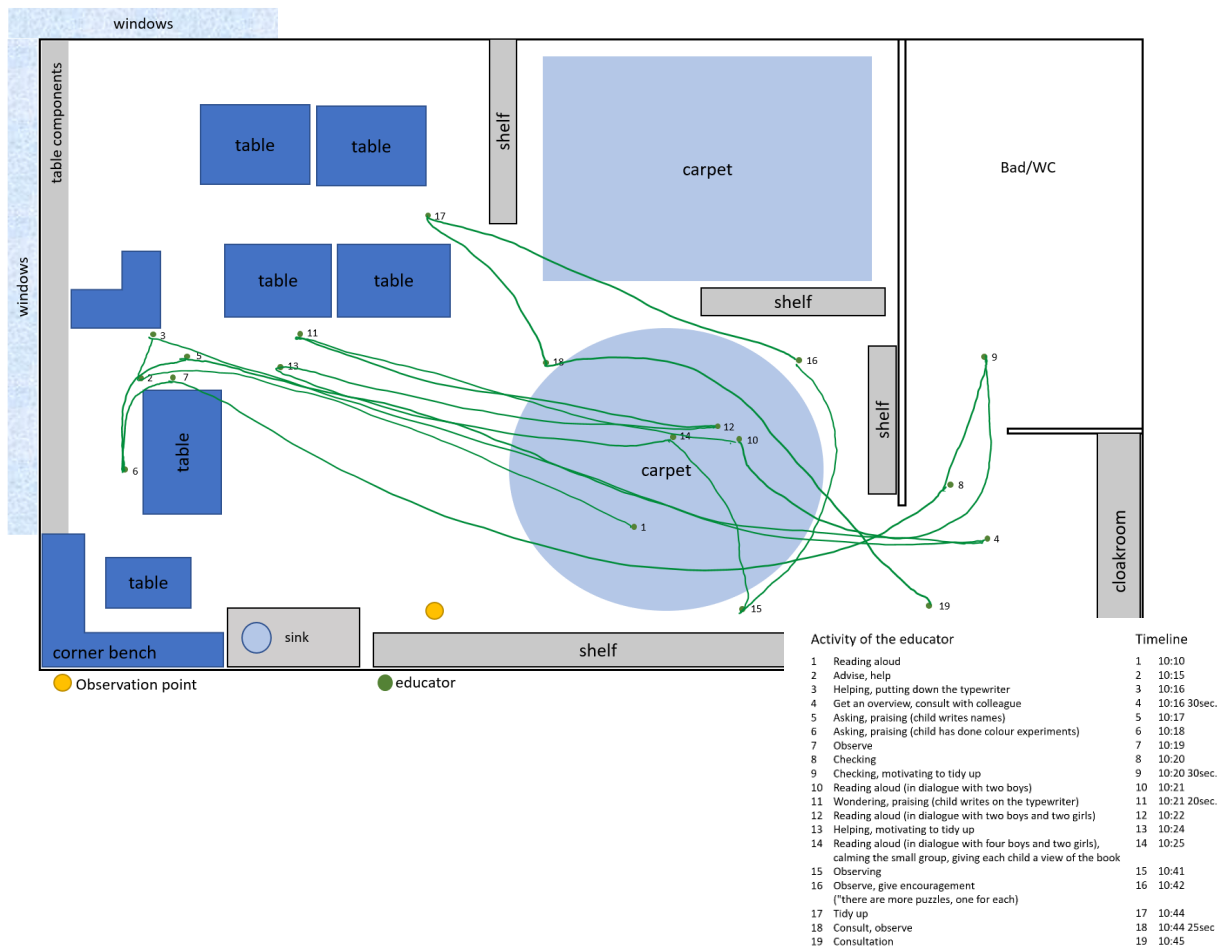 windows
windows
table components
table
table
shelf
carpet
Bad/WC
17
table
table
shelf
3
11
5
13
2
7
18
16
9
shelf
12
14
10
table
6
carpet
8
1
4
cloakroom
table
15
19
sink
corner bench
shelf
Observation point
educator
Activity of the educator Timeline
1 Reading aloud 1 10:10
2 Advise, help 2 10:15
3 Helping, putting down the typewriter 3 10:16
4 Get an overview, consult with colleague 4 10:16 30sec.
5 Asking, praising (child writes names) 5 10:17
6 Asking, praising (child has done colour experiments) 6 10:18
7 Observe 7 10:19
8 Checking 8 10:20
9 Checking, motivating to tidy up 9 10:20 30sec.
10 Reading aloud (in dialogue with two boys) 10 10:21
11 Wondering, praising (child writes on the typewriter) 11 10:21 20sec.
12 Reading aloud (in dialogue with two boys and two girls) 12 10:22
13 Helping, motivating to tidy up 13 10:24
14 Reading aloud (in dialogue with four boys and two girls), 14 10:25
calming the small group, giving each child a view of the book
15 Observing 15 10:41
16 Observe, give encouragement 16 10:42
("there are more puzzles, one for each)
17 Tidy up 17 10:44
18 Consult, observe 18 10:44 25sec
19 Consultation 19 10:45